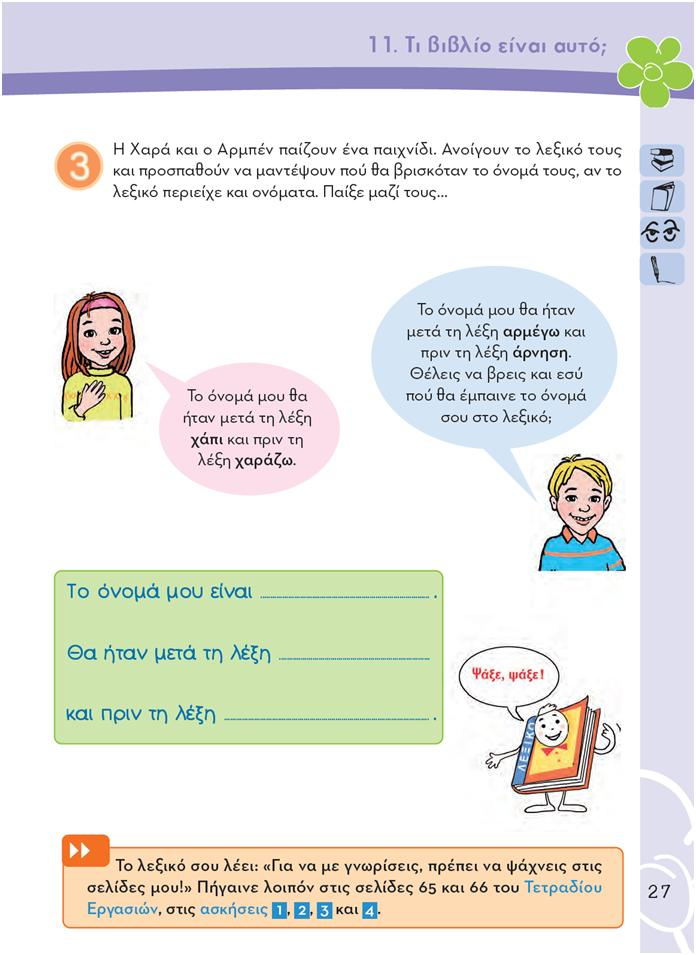 11. Τι βιβλίο είναι αυτό;
3
Η Χαρά και ο Αρμπέν παίζουν ένα παιχνίδι. Ανοίγουν το λεξικό τους
και προσπαθούν να μαντέψουν πού θα βρισκόταν το όνομά τους, αν το
λεξικό περιείχε και ονόματα. Παίξε μαζί τους...
Το όνομά μου θα
ήταν μετά τη λέξη
χάπι και πριν τη
λέξη χαράζω.
Το όνομά μου θα ήταν
μετά τη λέξη αρμέγω και
πριν τη λέξη άρνηση.
Θέλεις να βρεις και εσύ
πού θα έμπαινε το όνομά
σου στο λεξικό;
Το όνομά μου είναι .
Θα ήταν μετά τη λέξη
και πριν τη λέξη .
Ψάξε, ψάξε!
ΛΕΞΙΚΟ
Το λεξικό σου λέει: «Για να με γνωρίσεις, πρέπει να ψάχνεις στις
σελίδες μου!» Πήγαινε λοιπόν στις σελίδες 65 και 66 του Τετραδίου
Εργασιών, στις ασκήσεις 1, 2, 3 και 4.
27